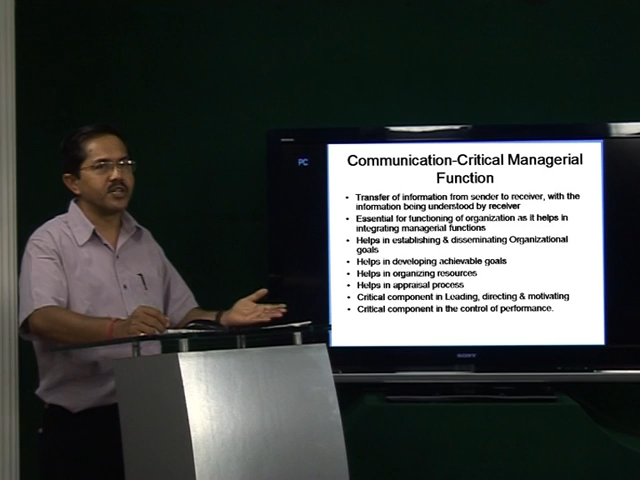 PC
Communication-Critical Managerial
Function
• Transfer of information from sender to receiver, with the
information being understood by receiver
• Essential for functioning of organization as it helps in
integrating managerial functions
• Helps in establishing & disseminating Organizational
goals
• Helps in developing achievable goals
• Helps in organizing resources
• Helps in appraisal process
• Critical component in Leading, directing & motivating
• Critical component in the control of performance.
SONY